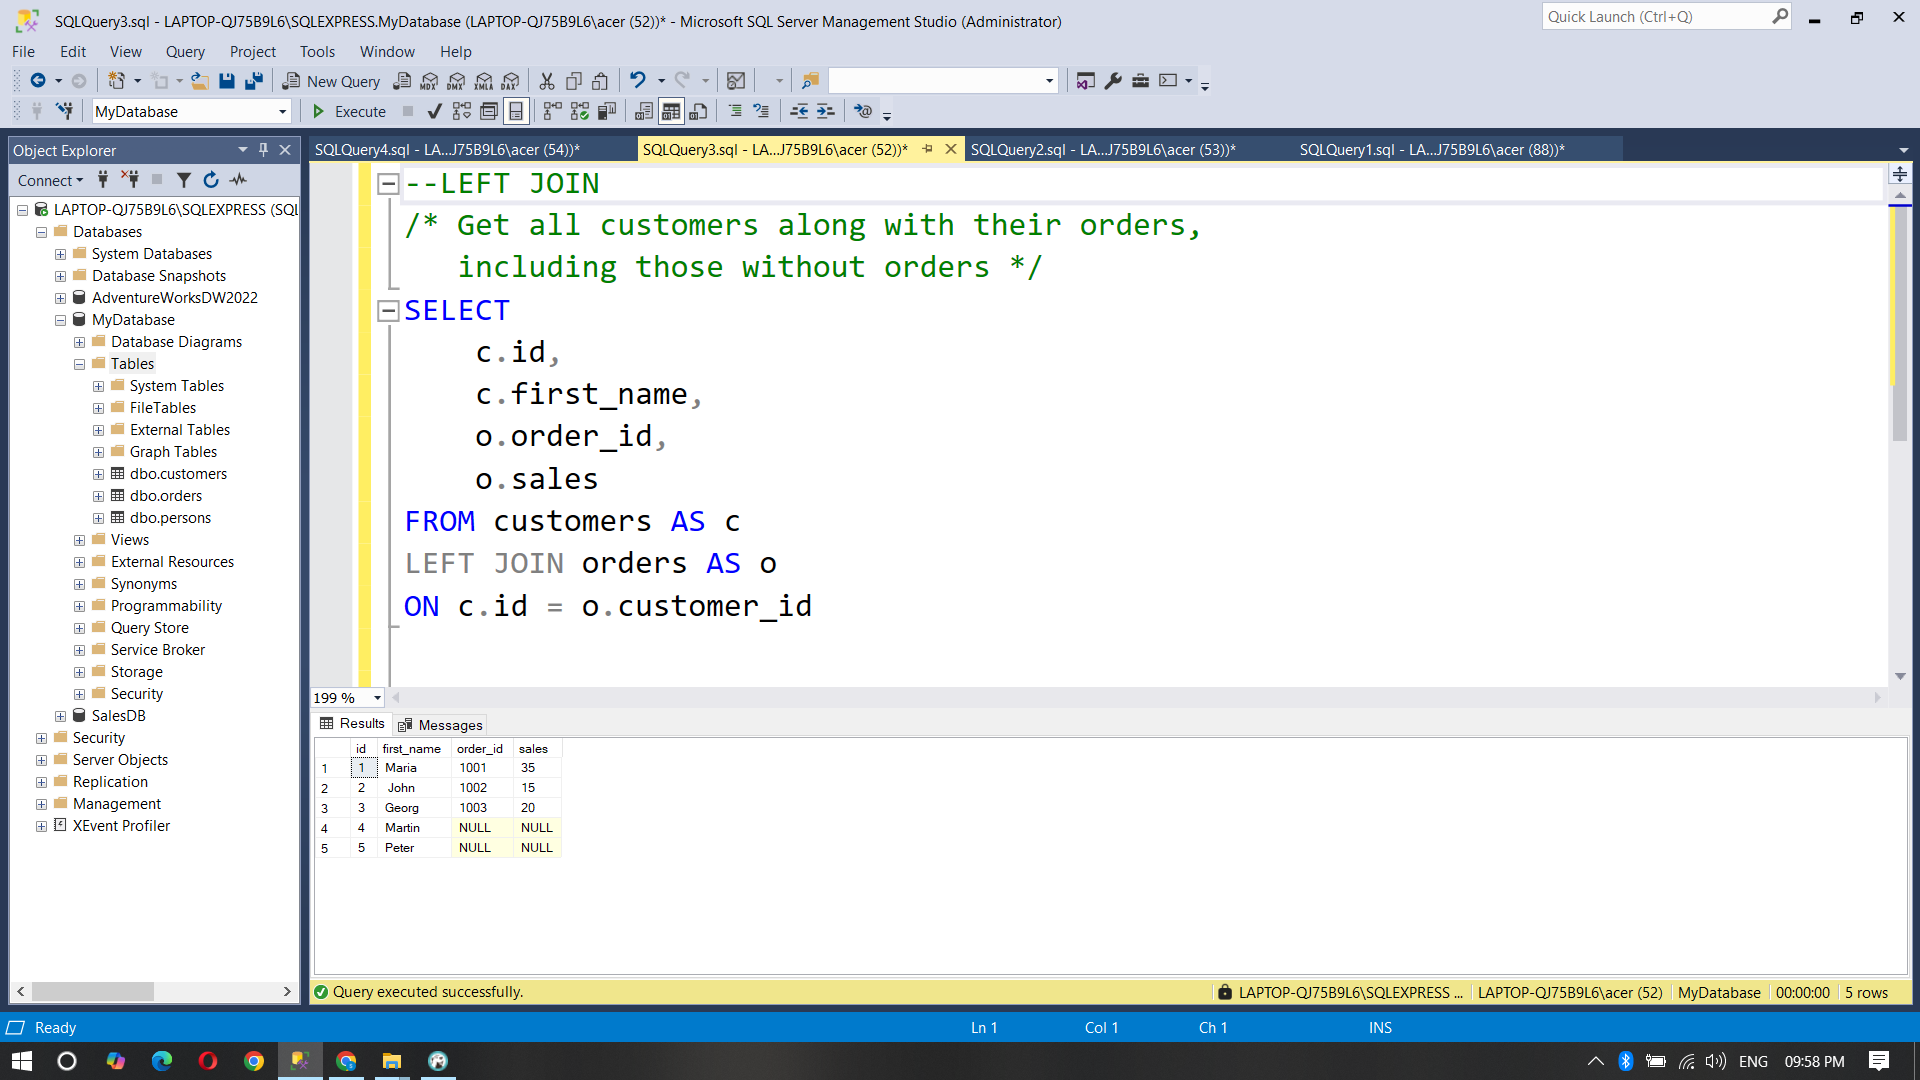 SQLQuery3.sql - LAPTOP-QJ75B9L6\SQLEXPRESS.MyDatabase (LAPTOP-QJ75B9L6\acer (52))* - Microsoft SQL Server Management Studio (Administrator)
Quick Launch (Ctrl+Q)
File Edit View Query Project Tools Window Help
New Query
MDX DMX XMLA DAX
MyDatabase
Execute
Object Explorer
SQLQuery4.sql - LA...J75B9L6\acer (54))*
SQLQuery3.sql - LA...J75B9L6\acer (52))*
SQLQuery2.sql - LA...J75B9L6\acer (53))*
SQLQuery1.sql - LA...J75B9L6\acer (88))*
Connect
LAPTOP-QJ75B9L6\SQLEXPRESS (SQL
Databases
System Databases
Database Snapshots
AdventureWorksDW2022
MyDatabase
Database Diagrams
Tables
System Tables
FileTables
External Tables
Graph Tables
dbo.customers
dbo.orders
dbo.persons
Views
External Resources
Synonyms
Programmability
Query Store
Service Broker
Storage
Security
SalesDB
Security
Server Objects
Replication
Management
XEvent Profiler
--LEFT JOIN
/* Get all customers along with their orders,
including those without orders */
SELECT
c.id,
c.first_name,
o.order_id,
o.sales
FROM customers AS c
LEFT JOIN orders AS o
ON c.id = o.customer_id
199 %
Results Messages
id first_name order_id sales
1 1 Maria 1001 35
2 2 John 1002 15
3 3 Georg 1003 20
4 4 Martin NULL NULL
5 5 Peter NULL NULL
Query executed successfully.
LAPTOP-QJ75B9L6\SQLEXPRESS ... LAPTOP-QJ75B9L6\acer (52) MyDatabase 00:00:00 5 rows
Ready
Ln 1 Col 1 Ch 1 INS
ENG 09:58 PM